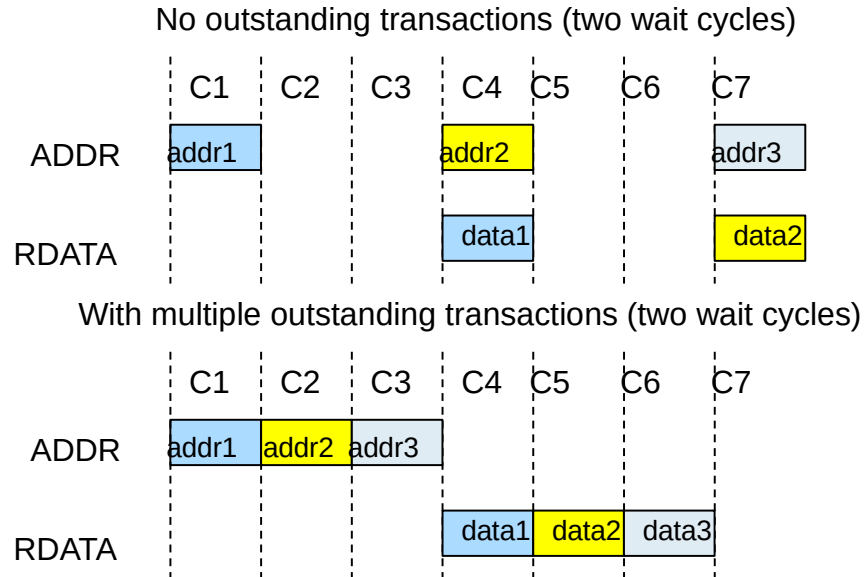 No outstanding transactions (two wait cycles)
C1 C2 C3 C4 C5 C6 C7
ADDR addr1 addr2 addr3
RDATA data1 data2
With multiple outstanding transactions (two wait cycles)
C1 C2 C3 C4 C5 C6 C7
ADDR addr1 addr2 addr3
RDATA data1 data2 data3